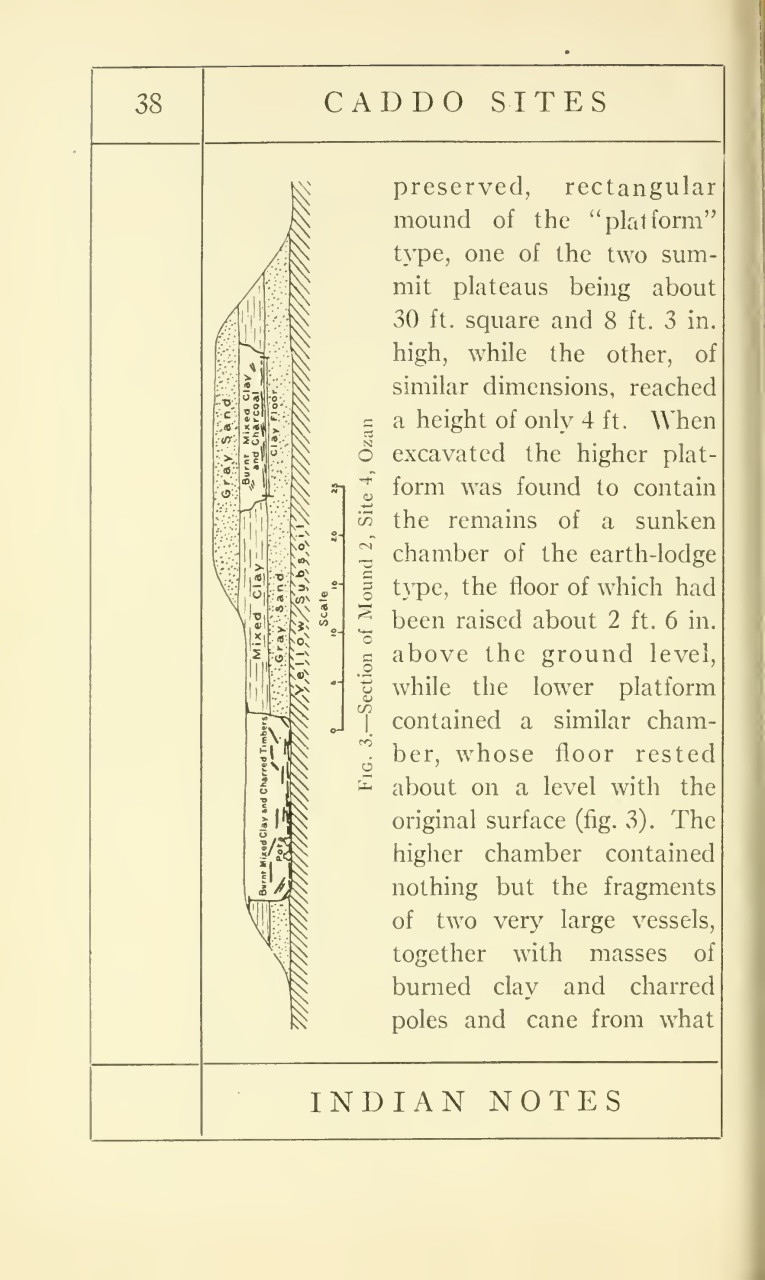 38
CADDO SITES
preserved, rectangular
mound of the “platform”
type, one of the two sum-
mit plateaus being about
30 ft. square and 8 ft. 3 in.
high, while the other, of
similar dimensions, reached
a height of only 4 ft. When
excavated the higher plat-
form was found to contain
the remains of a sunken
chamber of the earth-lodge
type, the floor of which had
been raised about 2 ft. 6 in.
above the ground level,
while the lower platform
contained a similar cham-
ber, whose floor rested
about on a level with the
original surface (fig. 3). The
higher chamber contained
nothing but the fragments
of two very large vessels,
together with masses of
burned clay and charred
poles and cane from what
Gray Sand
Burnt Mixed Clay
and Charcoal
Clay Floor
Mixed Clay
Gray Sand
Yellow Subsoil
Burnt Mixed Clay and Charred Timbers
Pots
Scale
0
10
10
20
25
Fig. 3.—Section of Mound 2, Site 4, Ozan
INDIAN NOTES